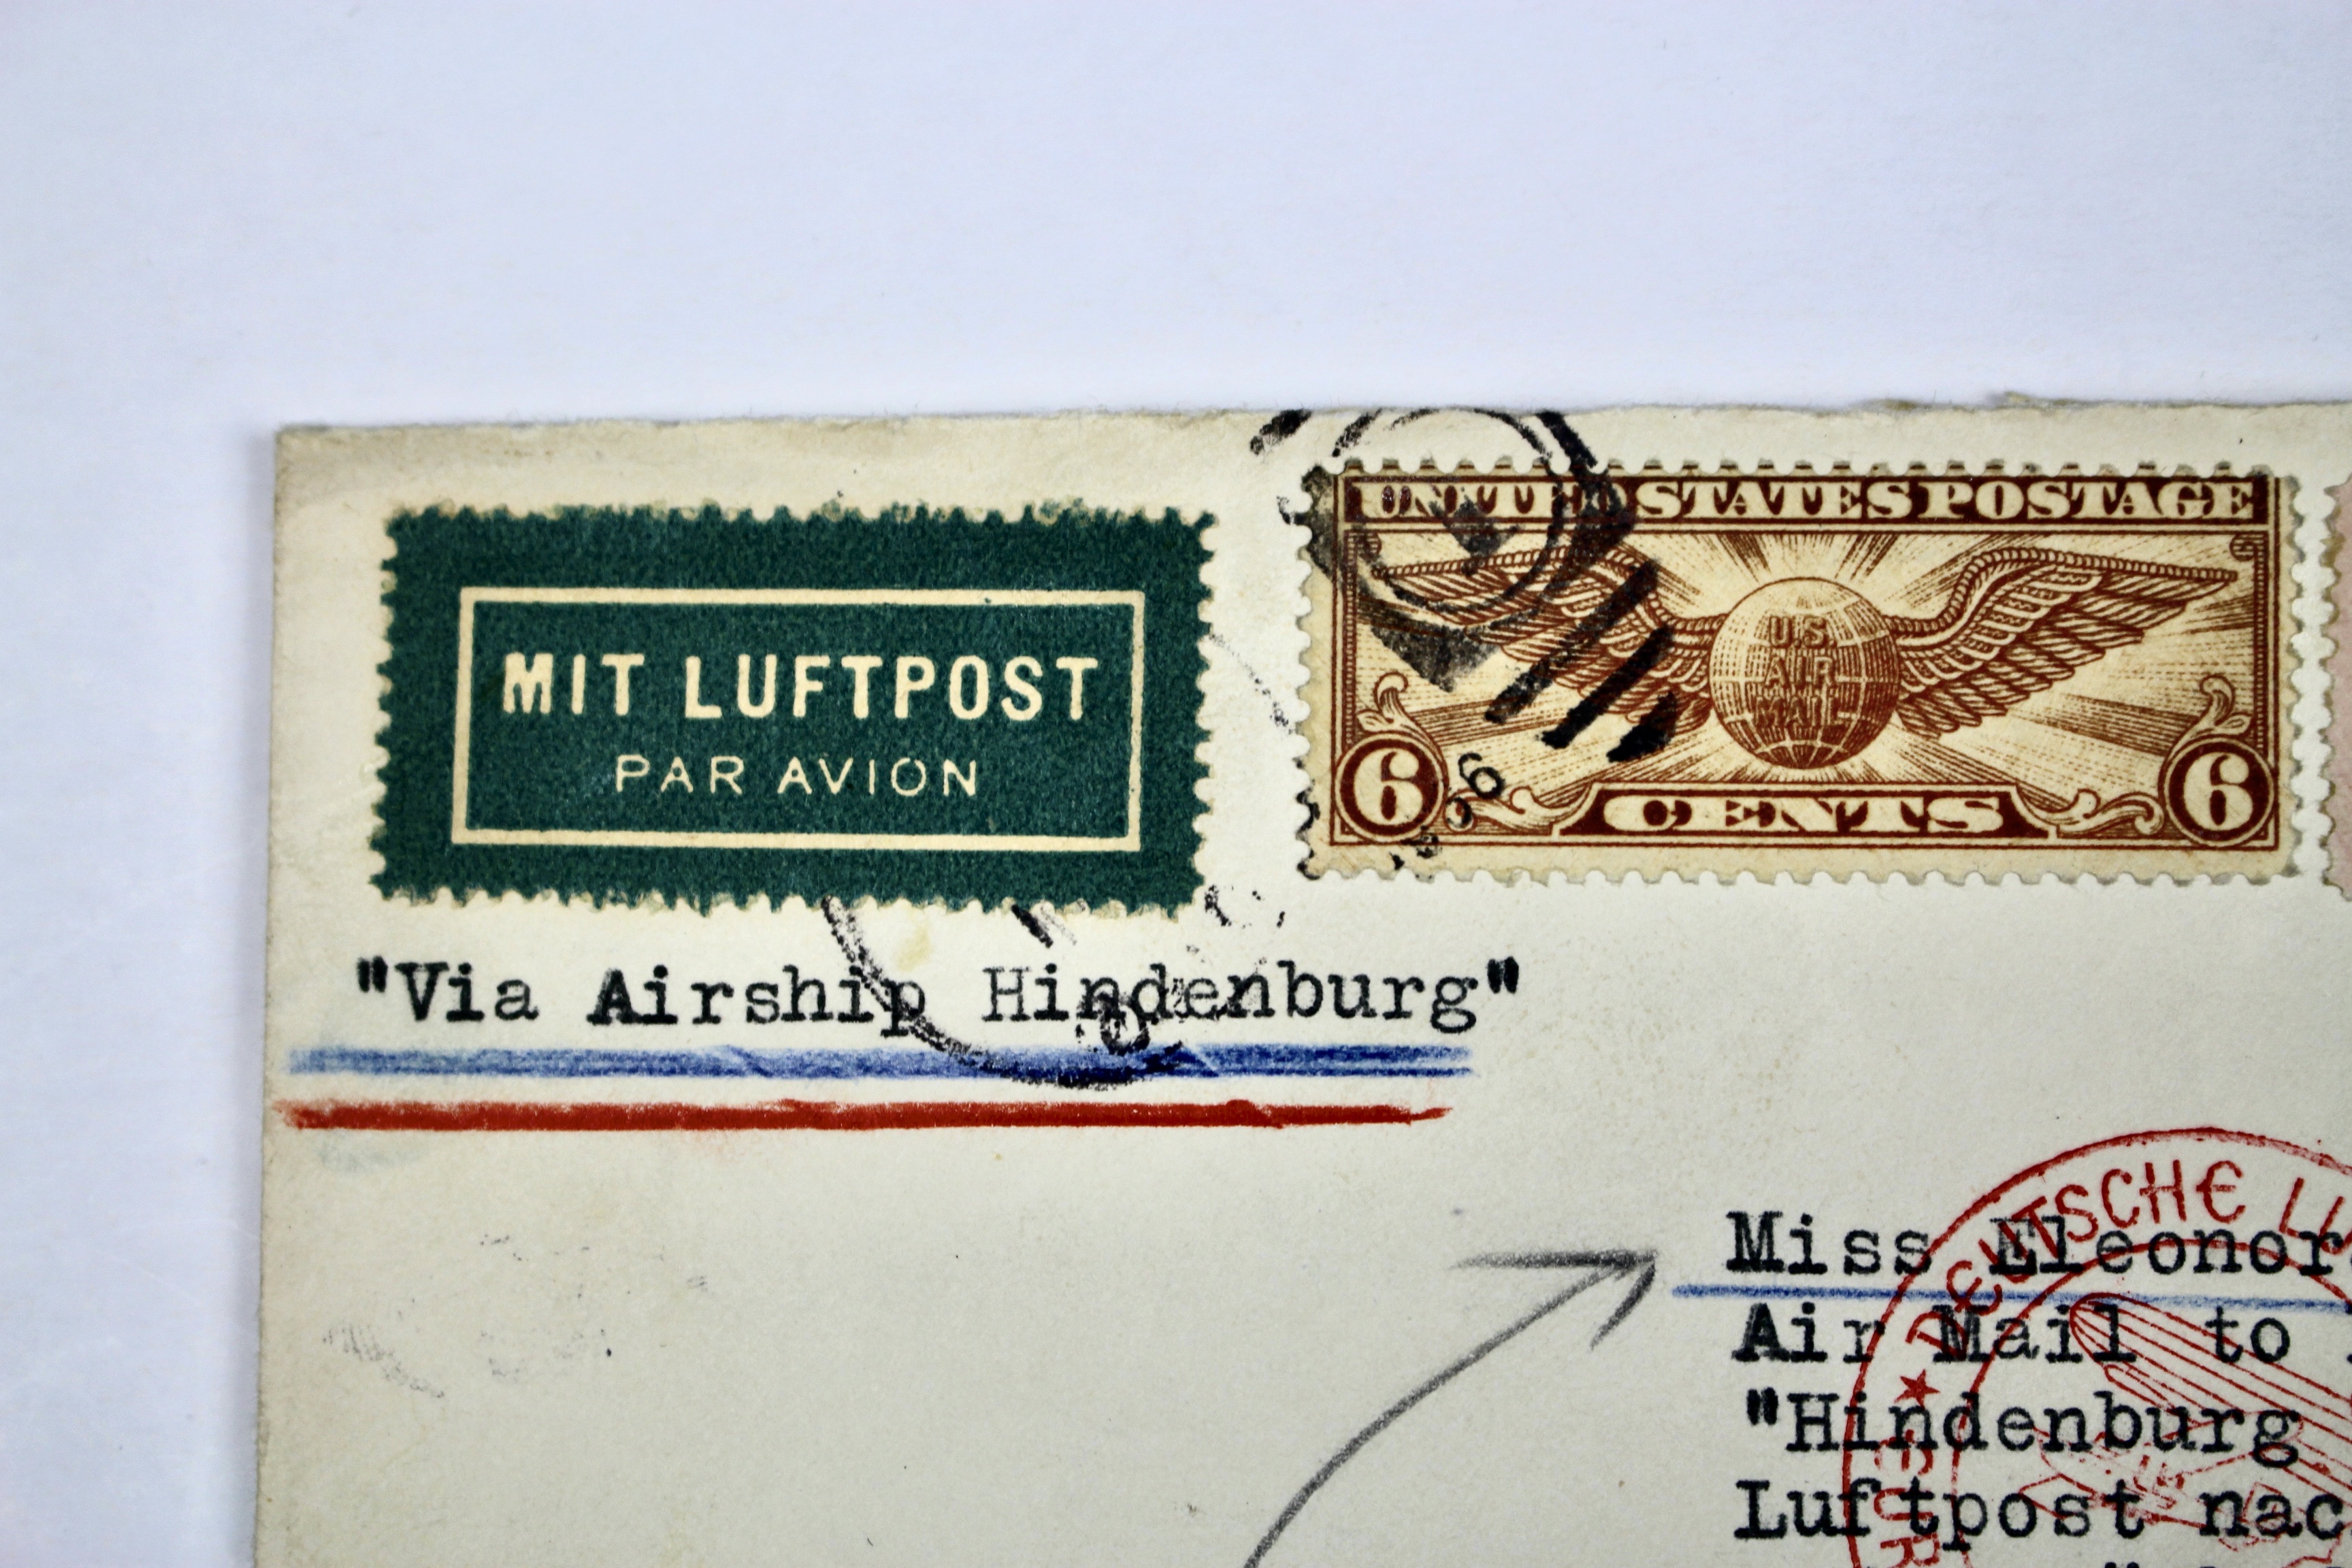 MIT LUFTPOST
PAR AVION
UNITED STATES POSTAGE
U.S.
AIR
MAIL
6 CENTS 6
"Via Airship Hindenburg"
DEUTSCHE
Miss
Air Mail to
"Hindenburg
Luftpost